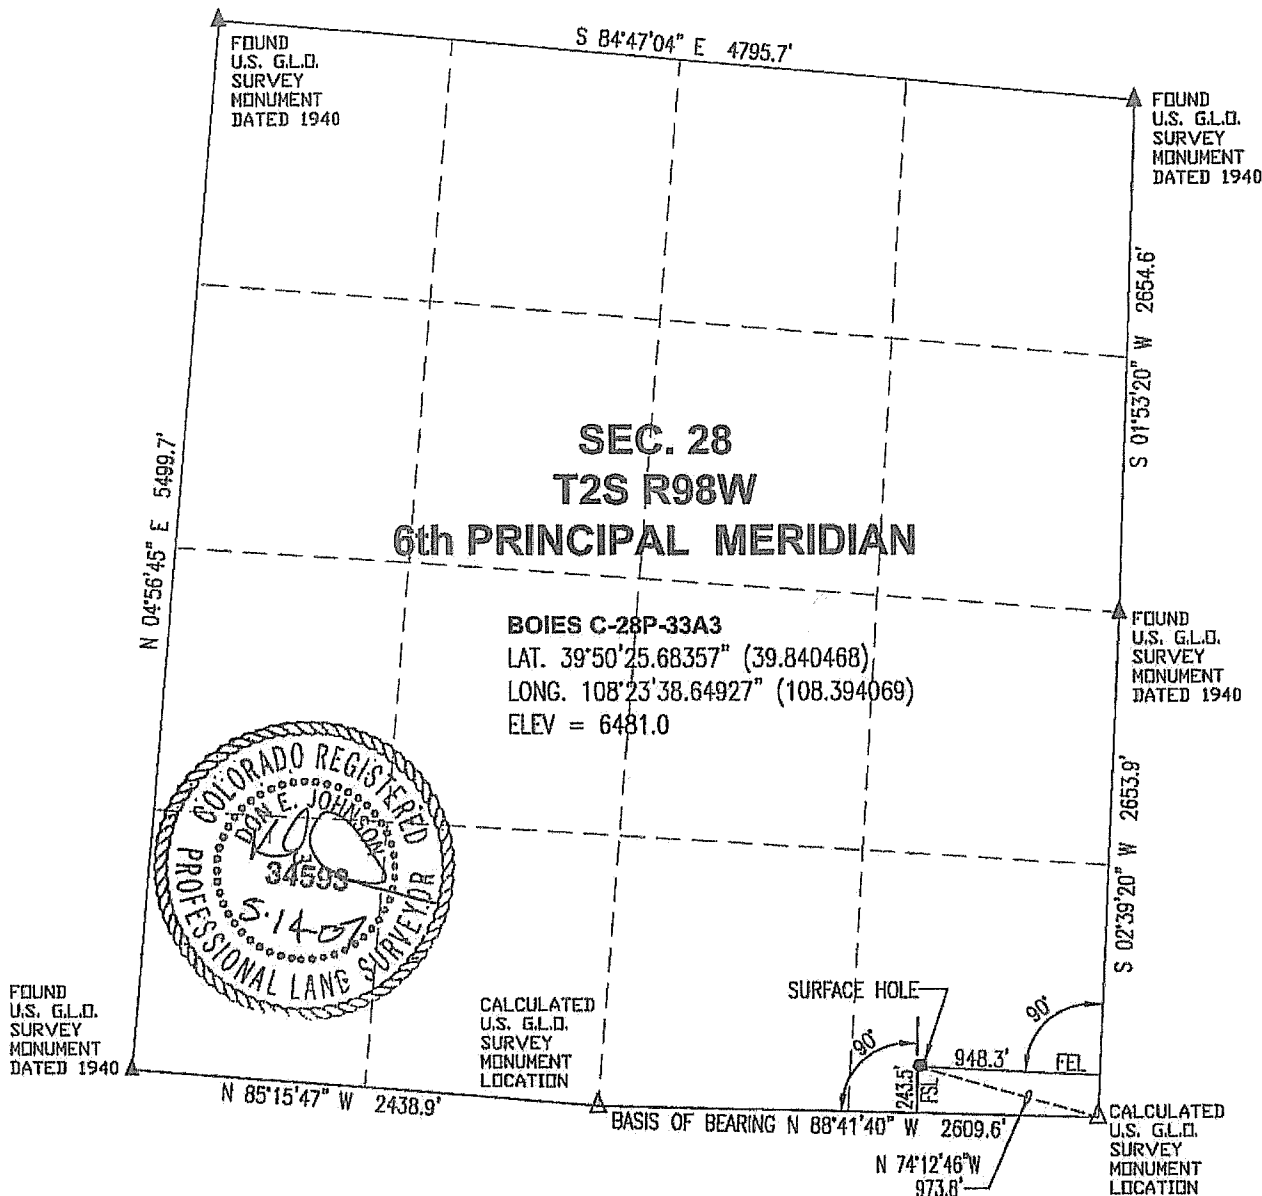 S 84°47'04" E 4795.7'
FOUND
U.S. G.L.O.
SURVEY
MONUMENT
DATED 1940
FOUND
U.S. G.L.O.
SURVEY
MONUMENT
DATED 1940
S 01°53'20" W 2654.6'
N 04°56'45" E 5499.7'
SEC. 28
T2S R98W
6th PRINCIPAL MERIDIAN
BOIES C-28P-33A3
LAT. 39°50'25.68357" (39.840468)
LONG. 108°23'38.64927" (108.394069)
ELEV = 6481.0
FOUND
U.S. G.L.O.
SURVEY
MONUMENT
DATED 1940
S 02°39'20" W 2653.9'
COLORADO REGISTERED
DON E. JOHNSON
34593
5-14-07
PROFESSIONAL LAND SURVEYOR
FOUND
U.S. G.L.O.
SURVEY
MONUMENT
DATED 1940
CALCULATED
U.S. G.L.O.
SURVEY
MONUMENT
LOCATION
SURFACE HOLE
90°
90°
948.3' FEL
243.5' FSL
N 85°15'47" W 2438.9'
BASIS OF BEARING N 88°41'40" W 2609.6'
N 74°12'46"W
973.8'
CALCULATED
U.S. G.L.O.
SURVEY
MONUMENT
LOCATION